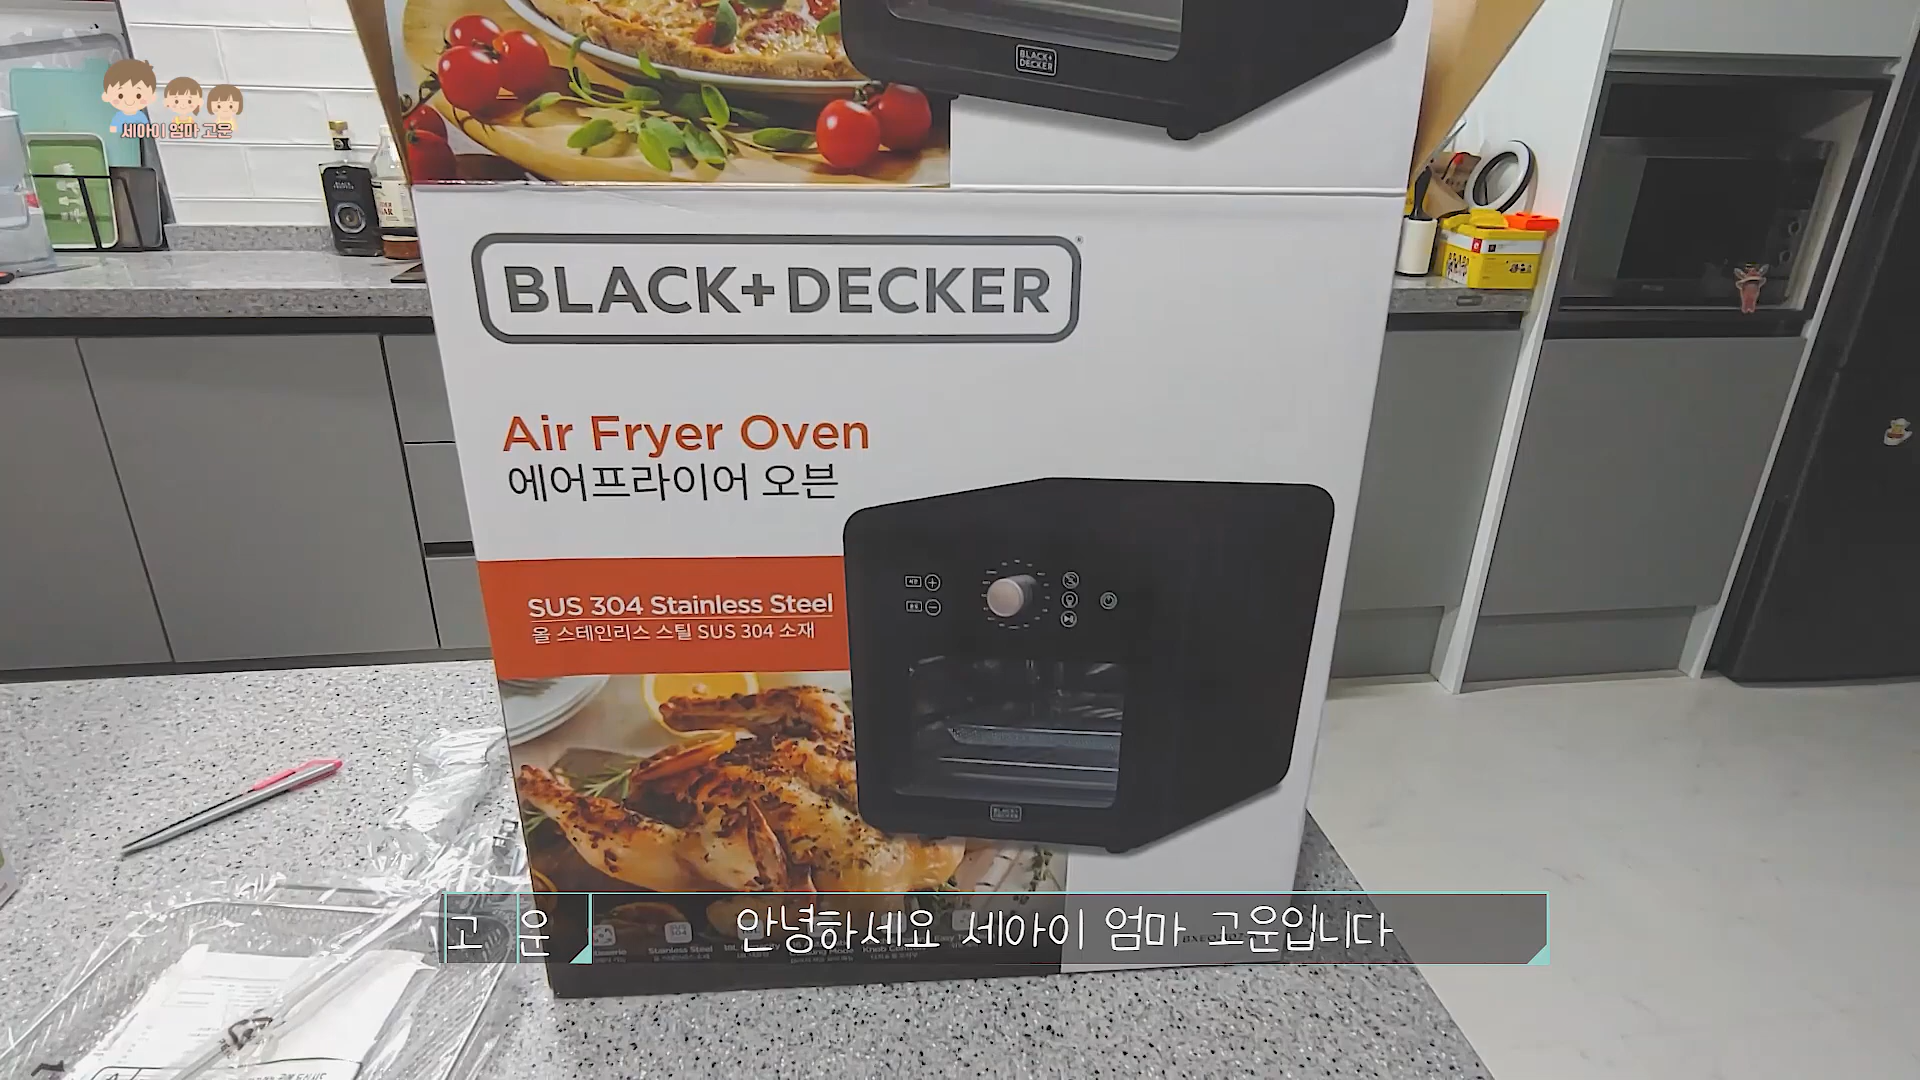 BLACK+
DECKER
세아이 엄마 고운
BLACK+DECKER
Air Fryer Oven
에어프라이어 오븐
SUS 304 Stainless Steel
올 스테인리스 스틸 SUS 304 소재
BLACK+
DECKER
고운
안녕하세요 세아이 엄마 고운입니다
Stainless Steel